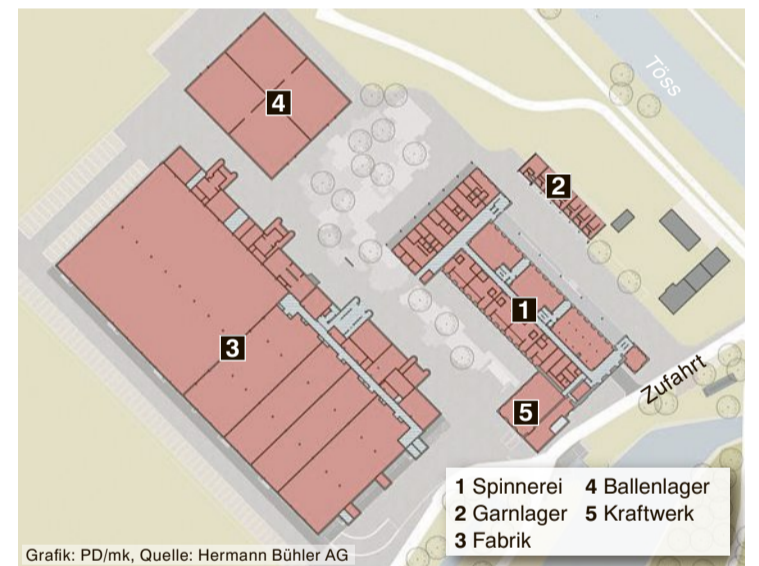 Töss
4
2
1
3
Zufahrt
5
1 Spinnerei 4 Ballenlager
2 Garnlager 5 Kraftwerk
3 Fabrik
Grafik: PD/mk, Quelle: Hermann Bühler AG